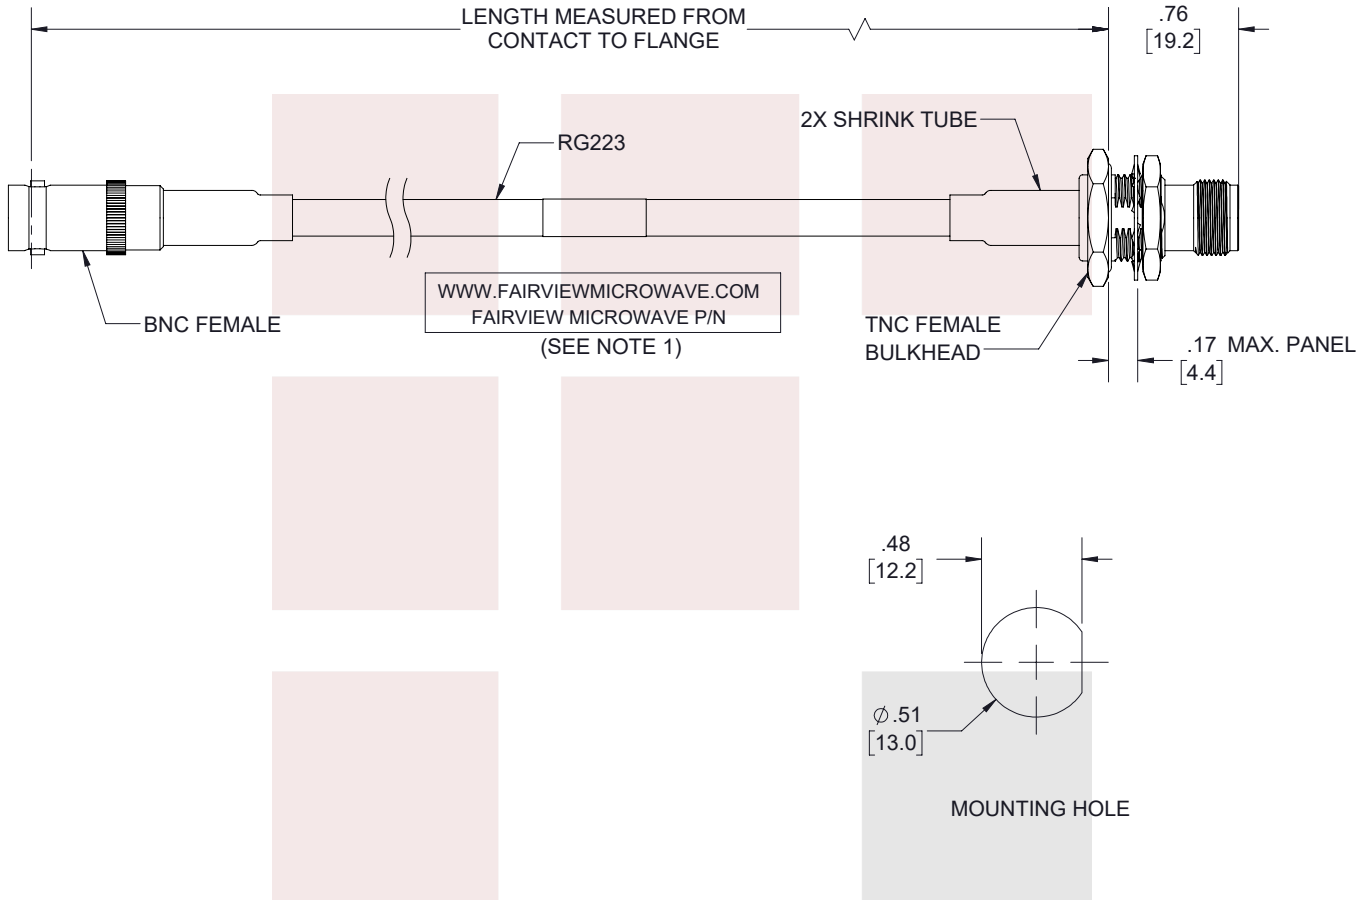 LENGTH MEASURED FROM
CONTACT TO FLANGE
.76
[19.2]
2X SHRINK TUBE
RG223
BNC FEMALE
WWW.FAIRVIEWMICROWAVE.COM
FAIRVIEW MICROWAVE P/N
(SEE NOTE 1)
TNC FEMALE
BULKHEAD
.17 MAX. PANEL
[4.4]
.48
[12.2]
∅.51
[13.0]
MOUNTING HOLE